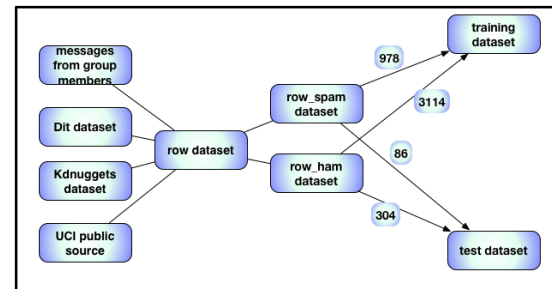 messages
from group
members
Dit dataset
Kdnuggets
dataset
UCI public
source
row dataset
row_spam
dataset
row_ham
dataset
978
3114
86
304
training
dataset
test dataset